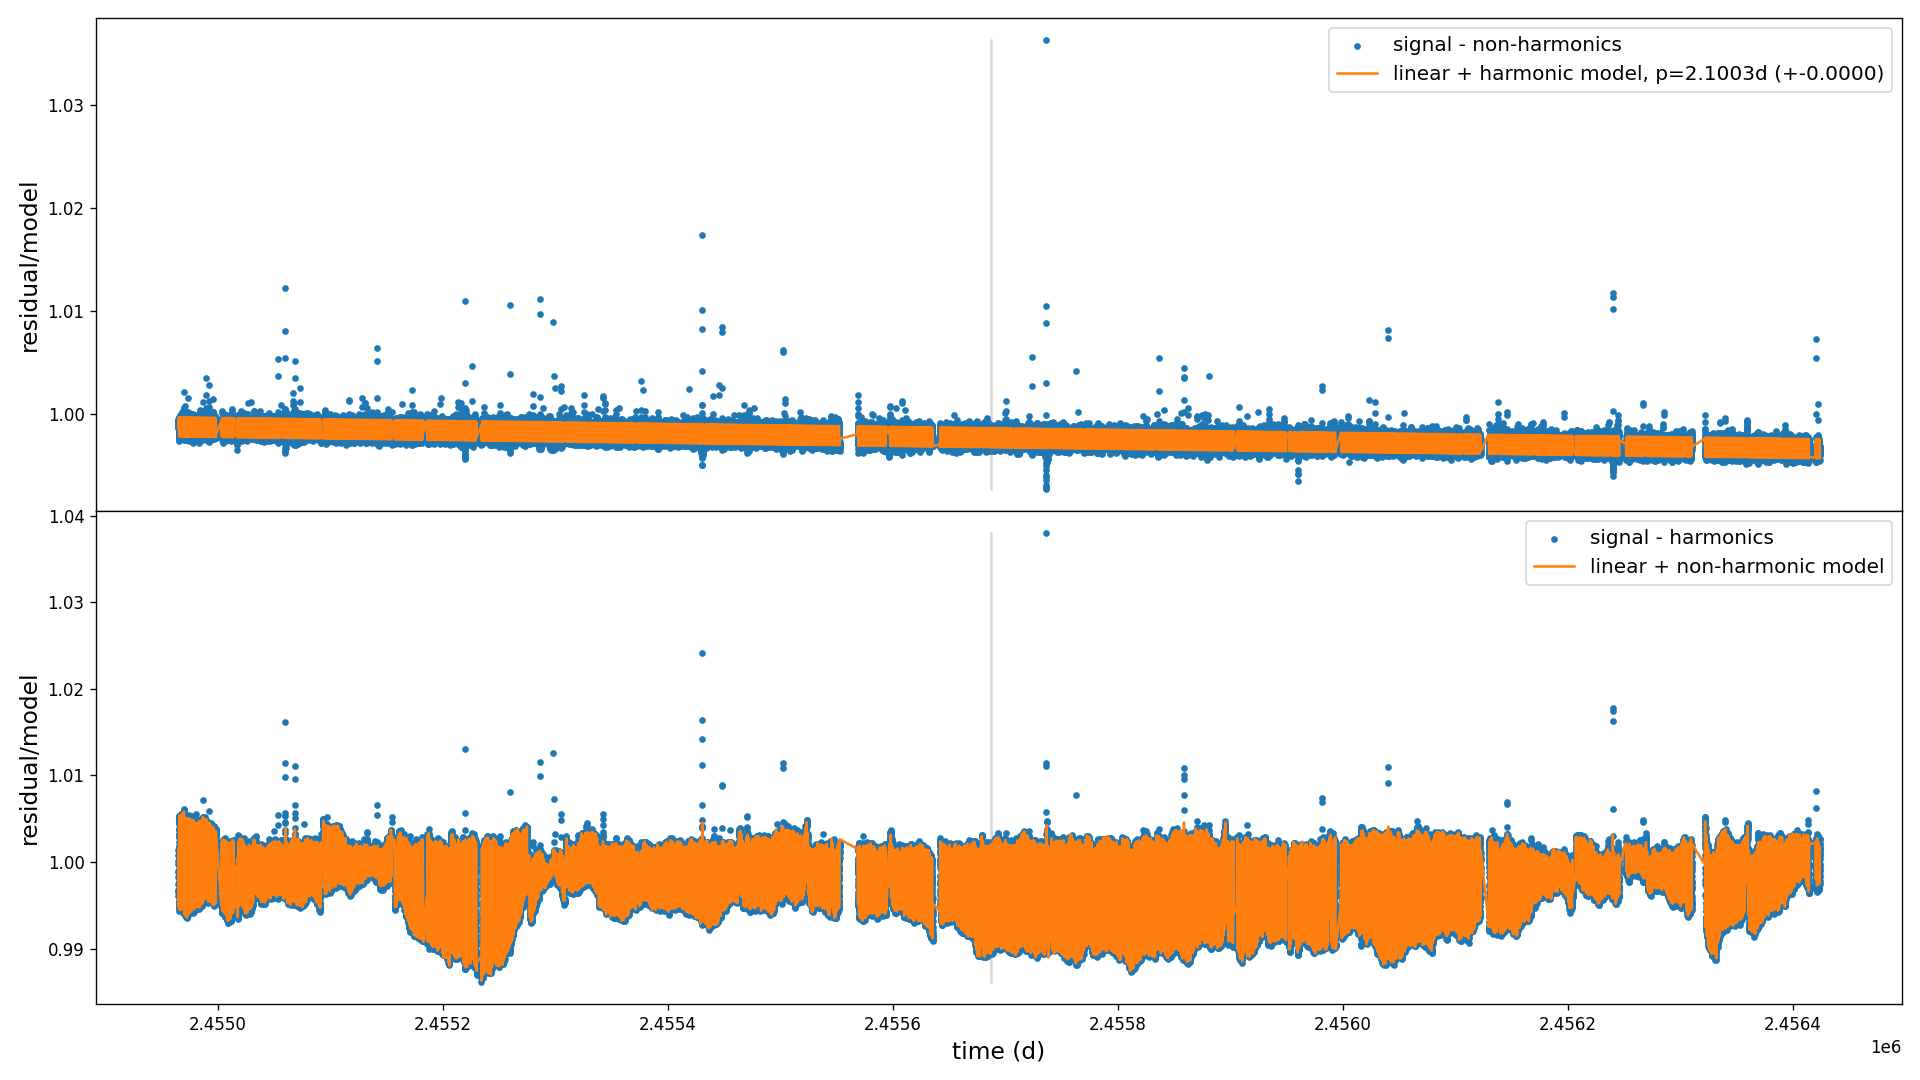 signal - non-harmonics
linear + harmonic model, p=2.1003d (+-0.0000)
1.03
1.02
1.01
1.00
residual/model
signal - harmonics
linear + non-harmonic model
1.04
1.03
1.02
1.01
1.00
0.99
residual/model
2.4550
2.4552
2.4554
2.4556
2.4558
2.4560
2.4562
2.4564
1e6
time (d)